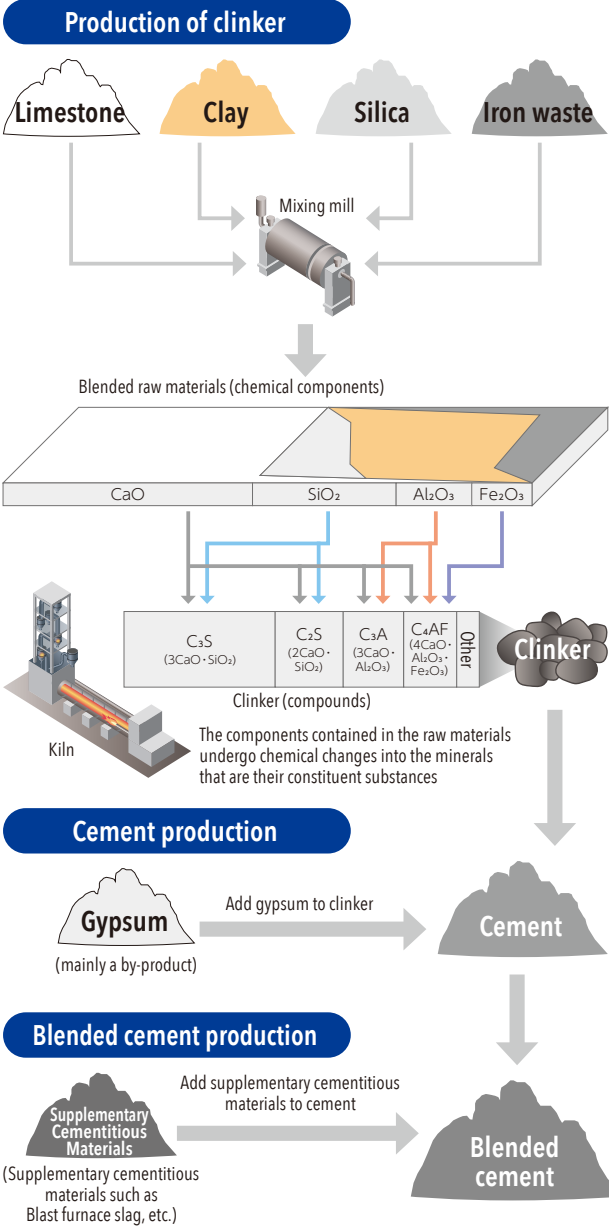 Production of clinker
Limestone
Clay
Silica
Iron waste
Mixing mill
Blended raw materials (chemical components)
CaO
SiO₂
Al₂O₃
Fe₂O₃
C₃S
(3CaO・SiO₂)
C₂S
(2CaO・
SiO₂)
C₃A
(3CaO・
Al₂O₃)
C₄AF
(4CaO・
Al₂O₃・
Fe₂O₃)
Other
Clinker
Clinker (compounds)
Kiln
The components contained in the raw materials
undergo chemical changes into the minerals
that are their constituent substances
Cement production
Gypsum
(mainly a by-product)
Add gypsum to clinker
Cement
Blended cement production
Supplementary
Cementitious
Materials
(Supplementary cementitious
materials such as
Blast furnace slag, etc.)
Add supplementary cementitious
materials to cement
Blended
cement